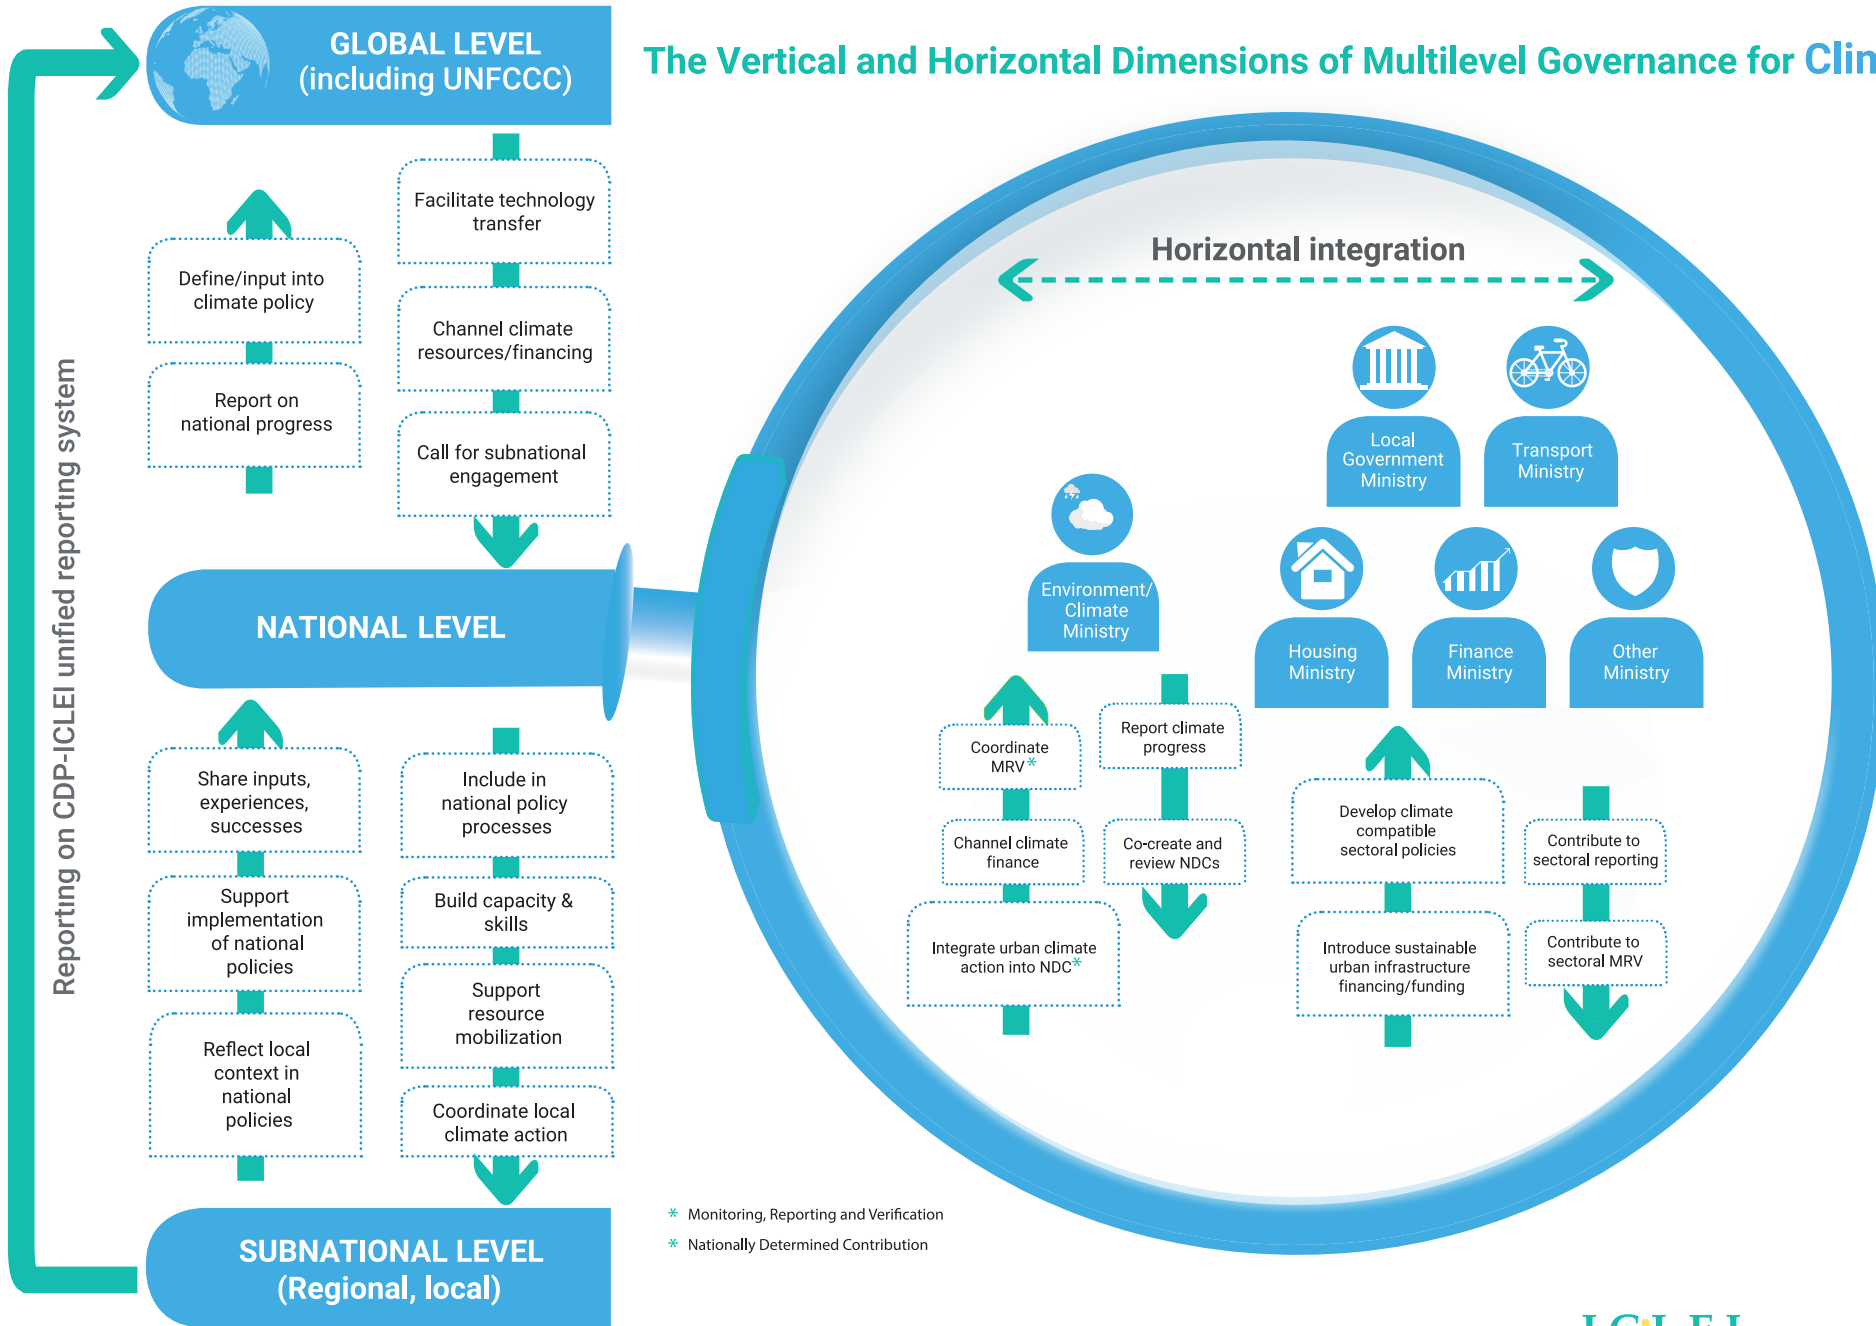 GLOBAL LEVEL
(including UNFCCC)
The Vertical and Horizontal Dimensions of Multilevel Governance for
Reporting on CDP-ICLEI unified reporting system
Define/input into
climate policy
Report on
national progress
Facilitate technology
transfer
Channel climate
resources/financing
Call for subnational
engagement
NATIONAL LEVEL
Share inputs,
experiences,
successes
Support
implementation
of national
policies
Reflect local
context in
national
policies
Include in
national policy
processes
Build capacity &
skills
Support
resource
mobilization
Coordinate local
climate action
SUBNATIONAL LEVEL
(Regional, local)
Horizontal integration
Local
Government
Ministry
Transport
Ministry
Environment/
Climate
Ministry
Housing
Ministry
Finance
Ministry
Other
Ministry
Coordinate
MRV*
Channel climate
finance
Integrate urban climate
action into NDC*
Report climate
progress
Co-create and
review NDCs
Develop climate
compatible
sectoral policies
Introduce sustainable
urban infrastructure
financing/funding
Contribute to
sectoral reporting
Contribute to
sectoral MRV
* Monitoring, Reporting and Verification
* Nationally Determined Contribution